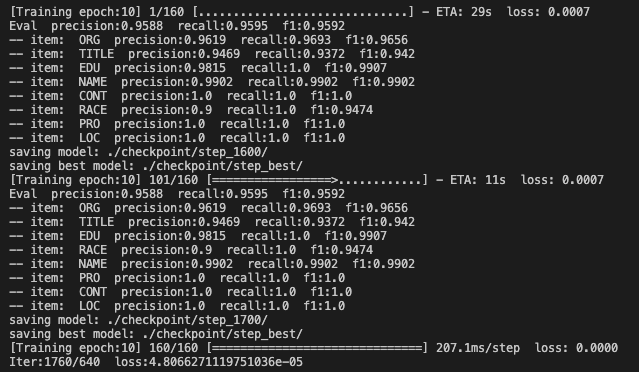 [Training epoch:10] 1/160 [..............................] - ETA: 29s  loss: 0.0007
Eval  precision:0.9588  recall:0.9595  f1:0.9592
-- item:  ORG  precision:0.9619  recall:0.9693  f1:0.9656
-- item:  TITLE  precision:0.9469  recall:0.9372  f1:0.942
-- item:  EDU  precision:0.9815  recall:1.0  f1:0.9907
-- item:  NAME  precision:0.9902  recall:0.9902  f1:0.9902
-- item:  CONT  precision:1.0  recall:1.0  f1:1.0
-- item:  RACE  precision:0.9  recall:1.0  f1:0.9474
-- item:  PRO  precision:1.0  recall:1.0  f1:1.0
-- item:  LOC  precision:1.0  recall:1.0  f1:1.0
saving model: ./checkpoint/step_1600/
saving best model: ./checkpoint/step_best/
[Training epoch:10] 101/160 [=================>............] - ETA: 11s  loss: 0.0007
Eval  precision:0.9588  recall:0.9595  f1:0.9592
-- item:  ORG  precision:0.9619  recall:0.9693  f1:0.9656
-- item:  TITLE  precision:0.9469  recall:0.9372  f1:0.942
-- item:  EDU  precision:0.9815  recall:1.0  f1:0.9907
-- item:  RACE  precision:0.9  recall:1.0  f1:0.9474
-- item:  NAME  precision:0.9902  recall:0.9902  f1:0.9902
-- item:  PRO  precision:1.0  recall:1.0  f1:1.0
-- item:  CONT  precision:1.0  recall:1.0  f1:1.0
-- item:  LOC  precision:1.0  recall:1.0  f1:1.0
saving model: ./checkpoint/step_1700/
saving best model: ./checkpoint/step_best/
[Training epoch:10] 160/160 [==============================] 207.1ms/step  loss: 0.0000
Iter:1760/640  loss:4.8066271119751036e-05